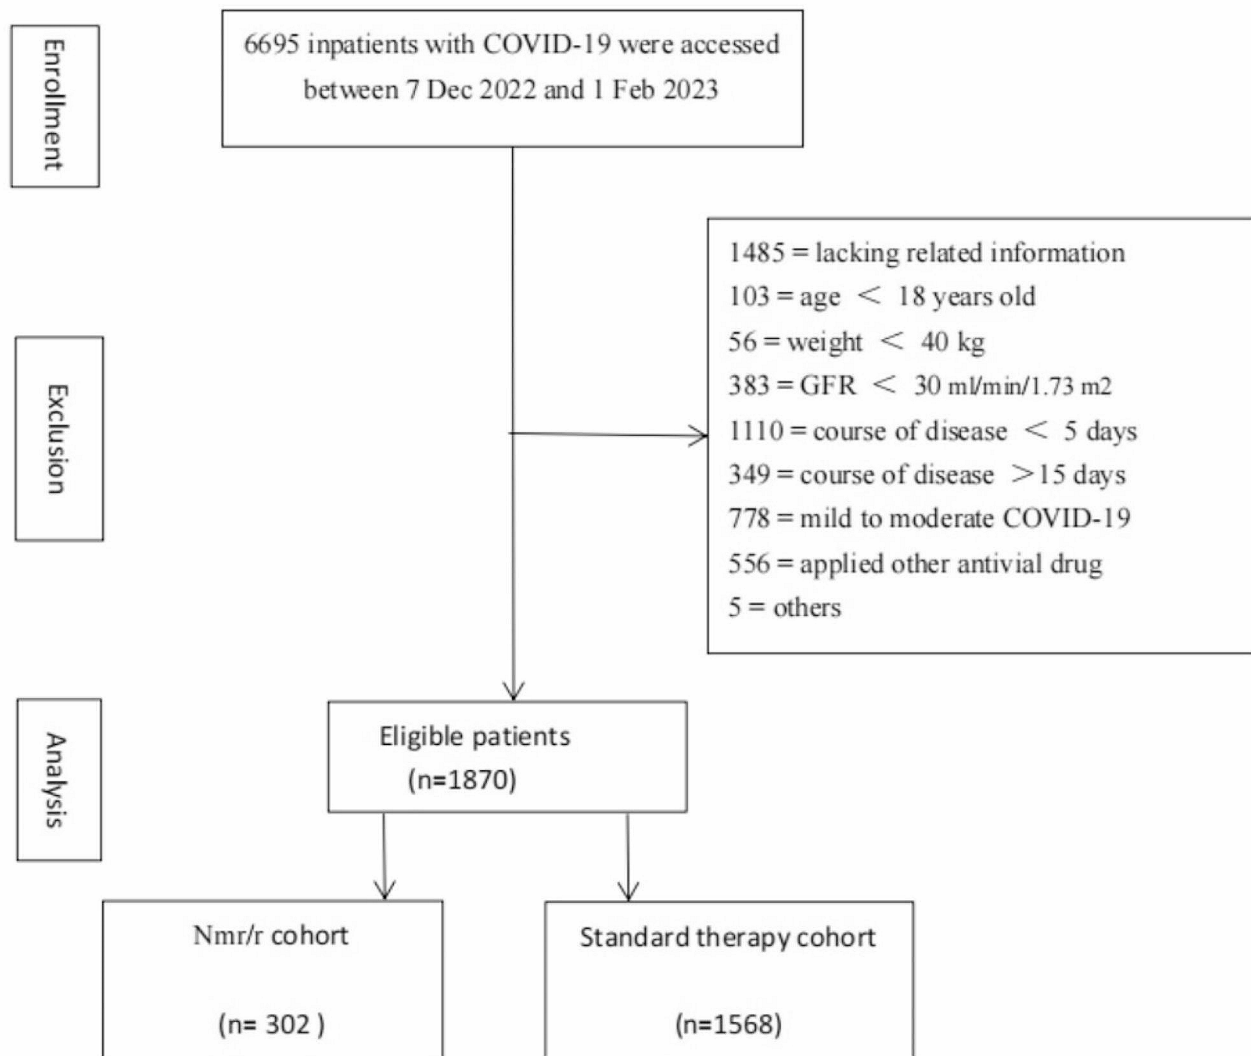 Enrollment
6695 inpatients with COVID-19 were accessed
between 7 Dec 2022 and 1 Feb 2023
Exclusion
1485 = lacking related information
103 = age < 18 years old
56 = weight < 40 kg
383 = GFR < 30 ml/min/1.73 m2
1110 = course of disease < 5 days
349 = course of disease >15 days
778 = mild to moderate COVID-19
556 = applied other antivial drug
5 = others
Analysis
Eligible patients
(n=1870)
Nmr/r cohort
(n= 302 )
Standard therapy cohort
(n=1568)